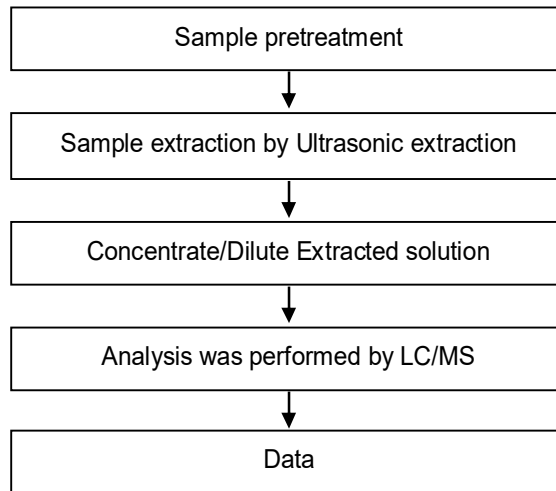 Sample pretreatment
Sample extraction by Ultrasonic extraction
Concentrate/Dilute Extracted solution
Analysis was performed by LC/MS
Data